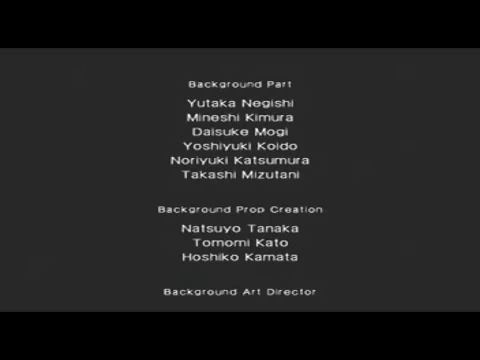 Background Part
Yutaka Negishi
Mineshi Kimura
Daisuke Mogi
Yoshiyuki Koido
Noriyuki Katsumura
Takashi Mizutani
Background Prop Creation
Natsuyo Tanaka
Tomomi Kato
Hoshiko Kamata
Background Art Director